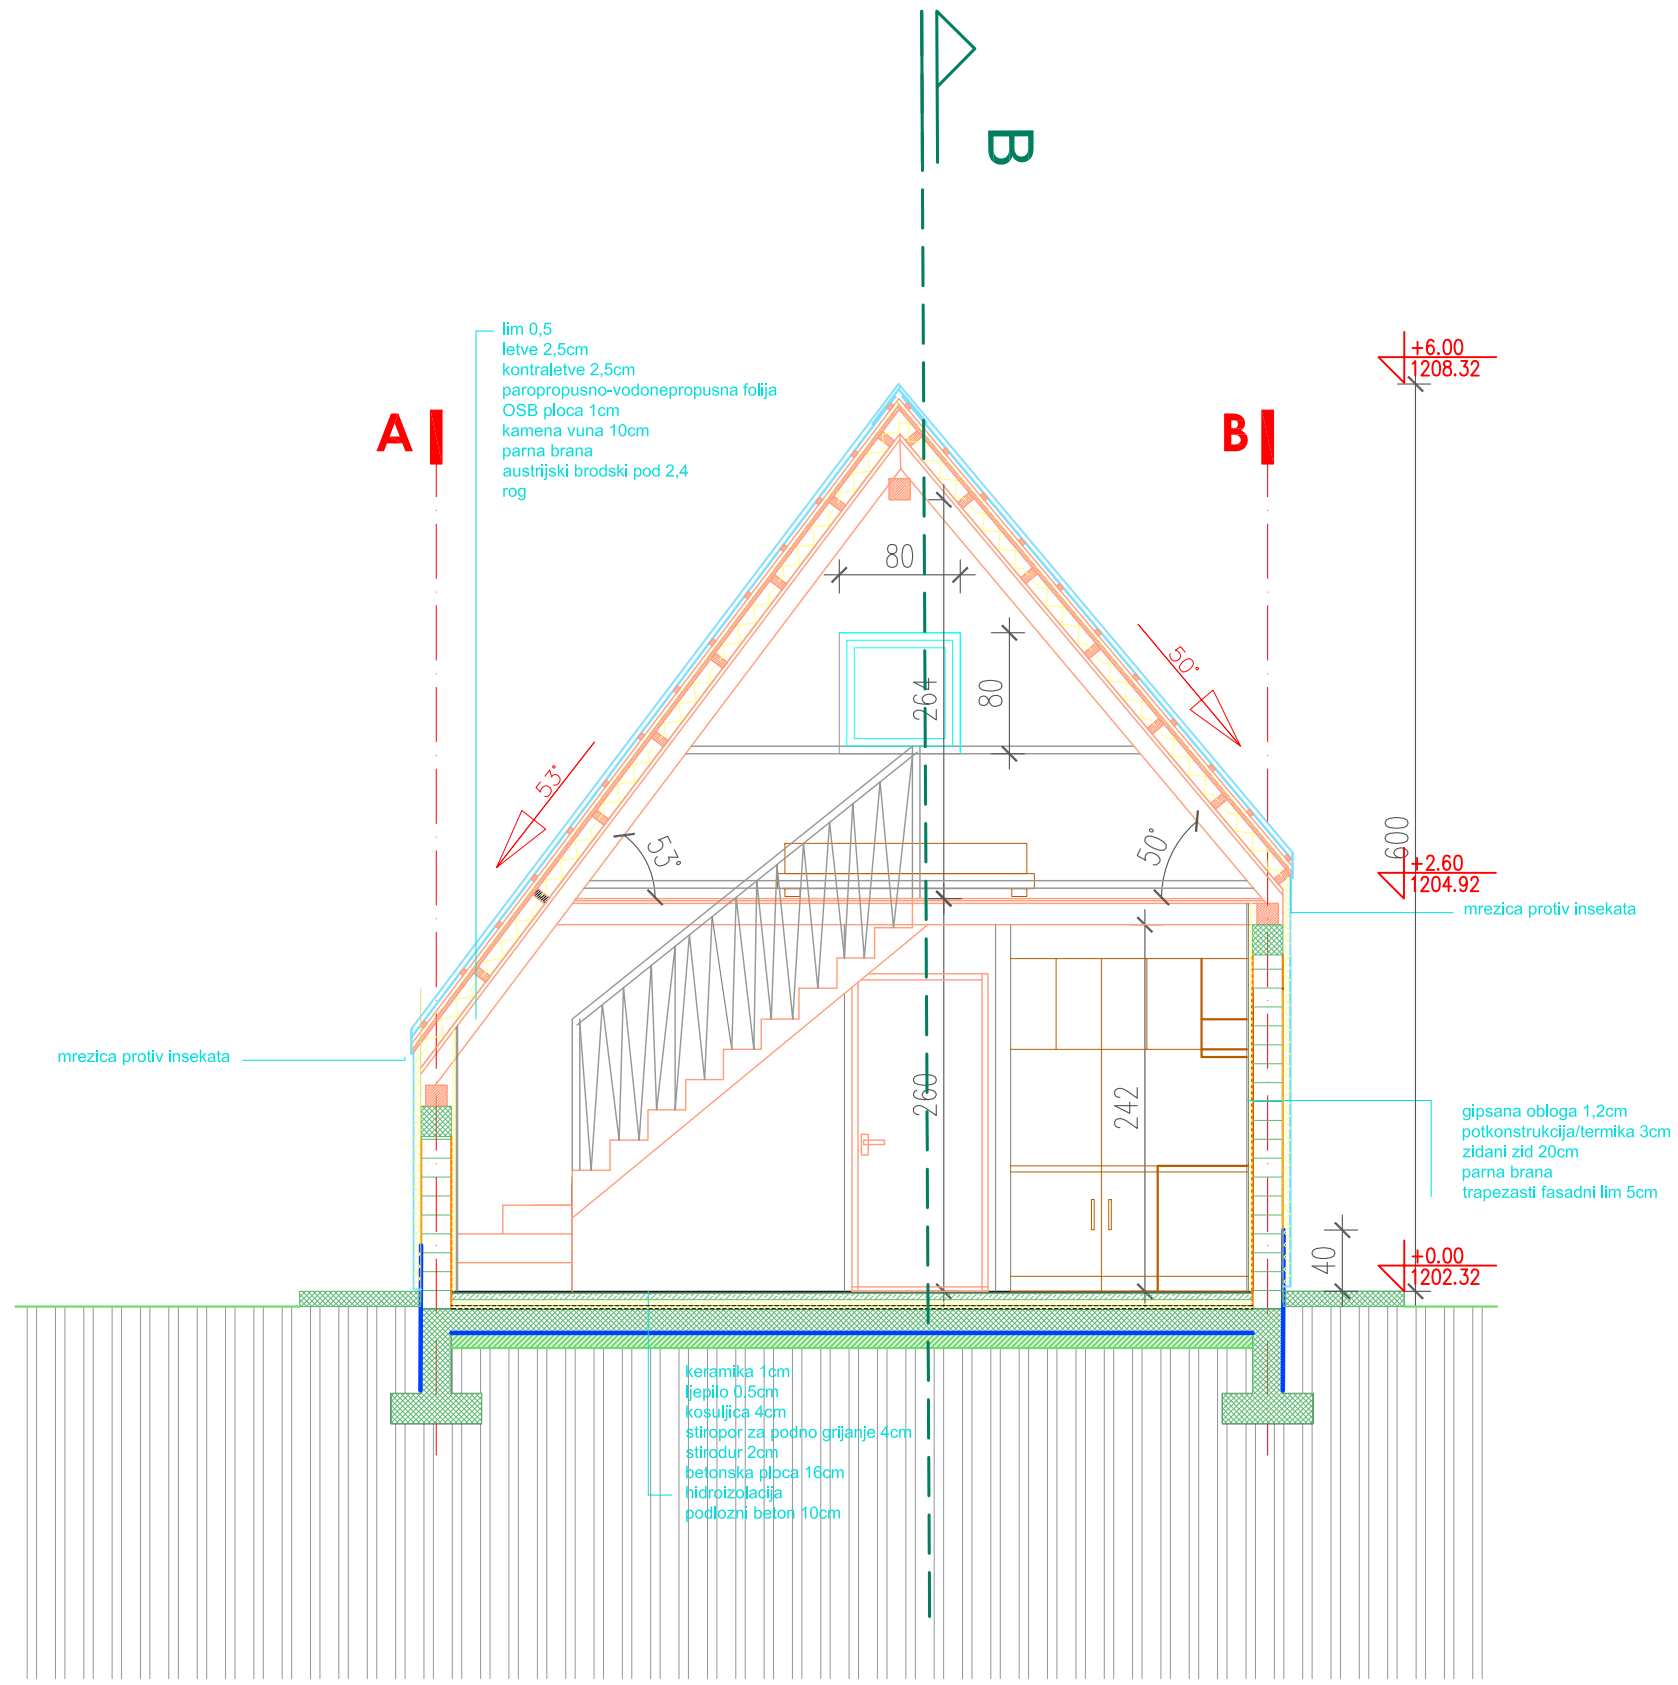 B
lim 0,5
letve 2,5cm
kontraletve 2,5cm
paropropusno-vodonepropusna folija
OSB ploca 1cm
kamena vuna 10cm
parna brana
austrijski brodski pod 2,4
rog
+6.00
1208.32
A
B
80
264
80
50°
53°
53°
50°
600
+2.60
1204.92
mrezica protiv insekata
mrezica protiv insekata
260
242
gipsana obloga 1,2cm
potkonstrukcija/termika 3cm
zidani zid 20cm
parna brana
trapezasti fasadni lim 5cm
40
+0.00
1202.32
keramika 1cm
ljepilo 0.5cm
kosuljica 4cm
stiropor za podno grijanje 4cm
stirodur 2cm
betonska ploca 16cm
hidroizolacija
podlozni beton 10cm